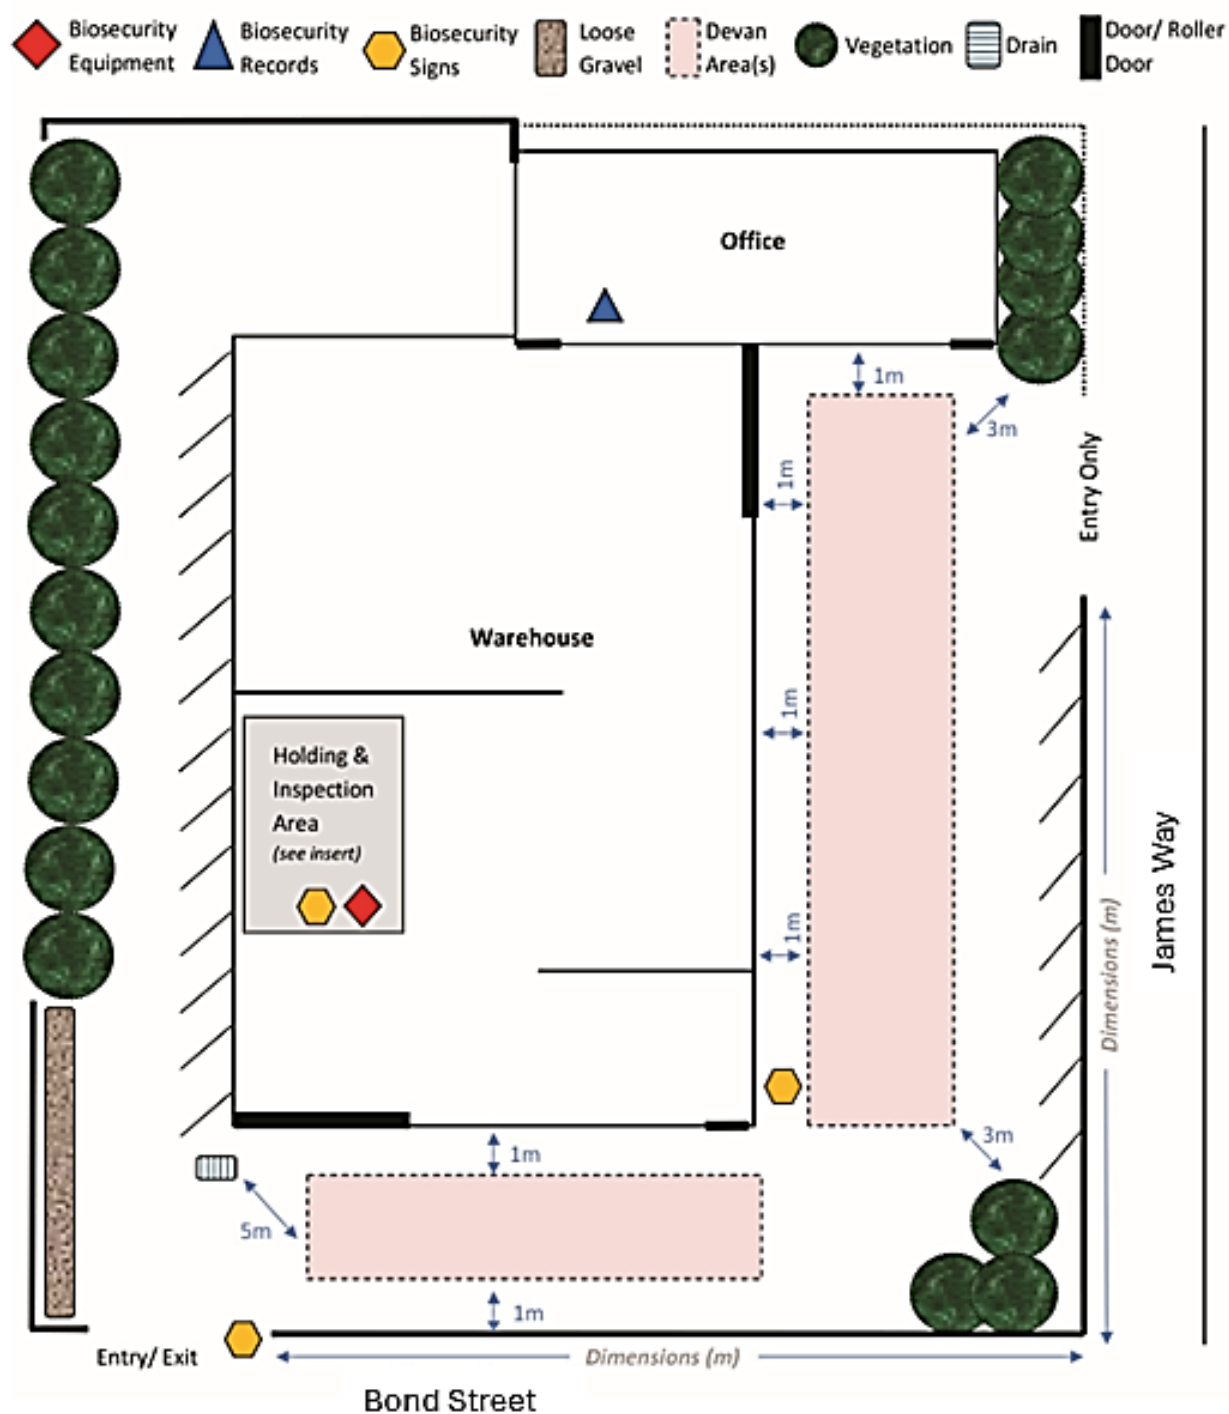 Biosecurity
Equipment
Biosecurity
Records
Biosecurity
Signs
Loose
Gravel
Devan
Area(s)
Vegetation
Drain
Door/ Roller
Door
Office
1m
3m
1m
Entry Only
Warehouse
1m
Holding &
Inspection
Area
(see insert)
1m
James Way
Dimensions (m)
3m
1m
5m
1m
Entry/ Exit
Dimensions (m)
Bond Street